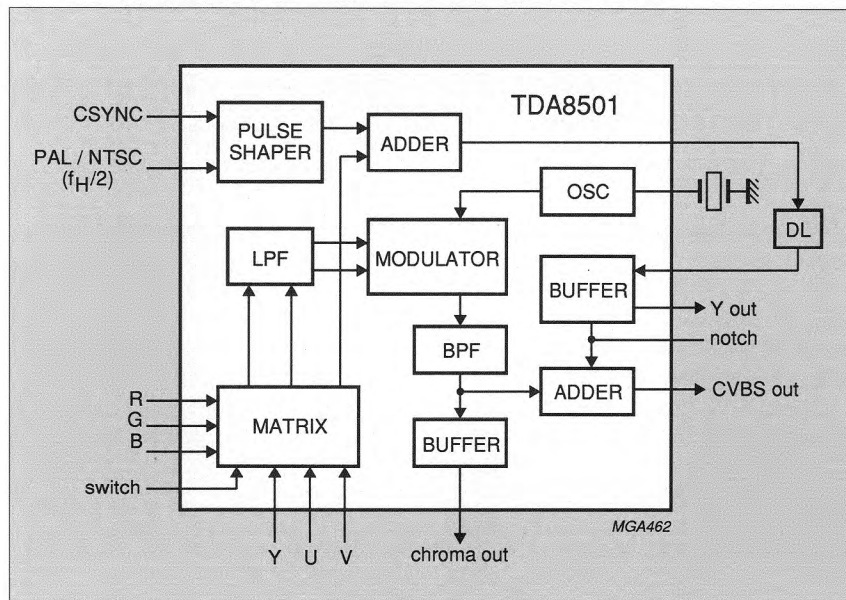 TDA8501
CSYNC
PULSE
SHAPER
ADDER
PAL / NTSC
(fH/2)
OSC
DL
LPF
MODULATOR
BUFFER
Y out
notch
BPF
R
G
B
MATRIX
ADDER
CVBS out
BUFFER
switch
MGA462
Y U V
chroma out